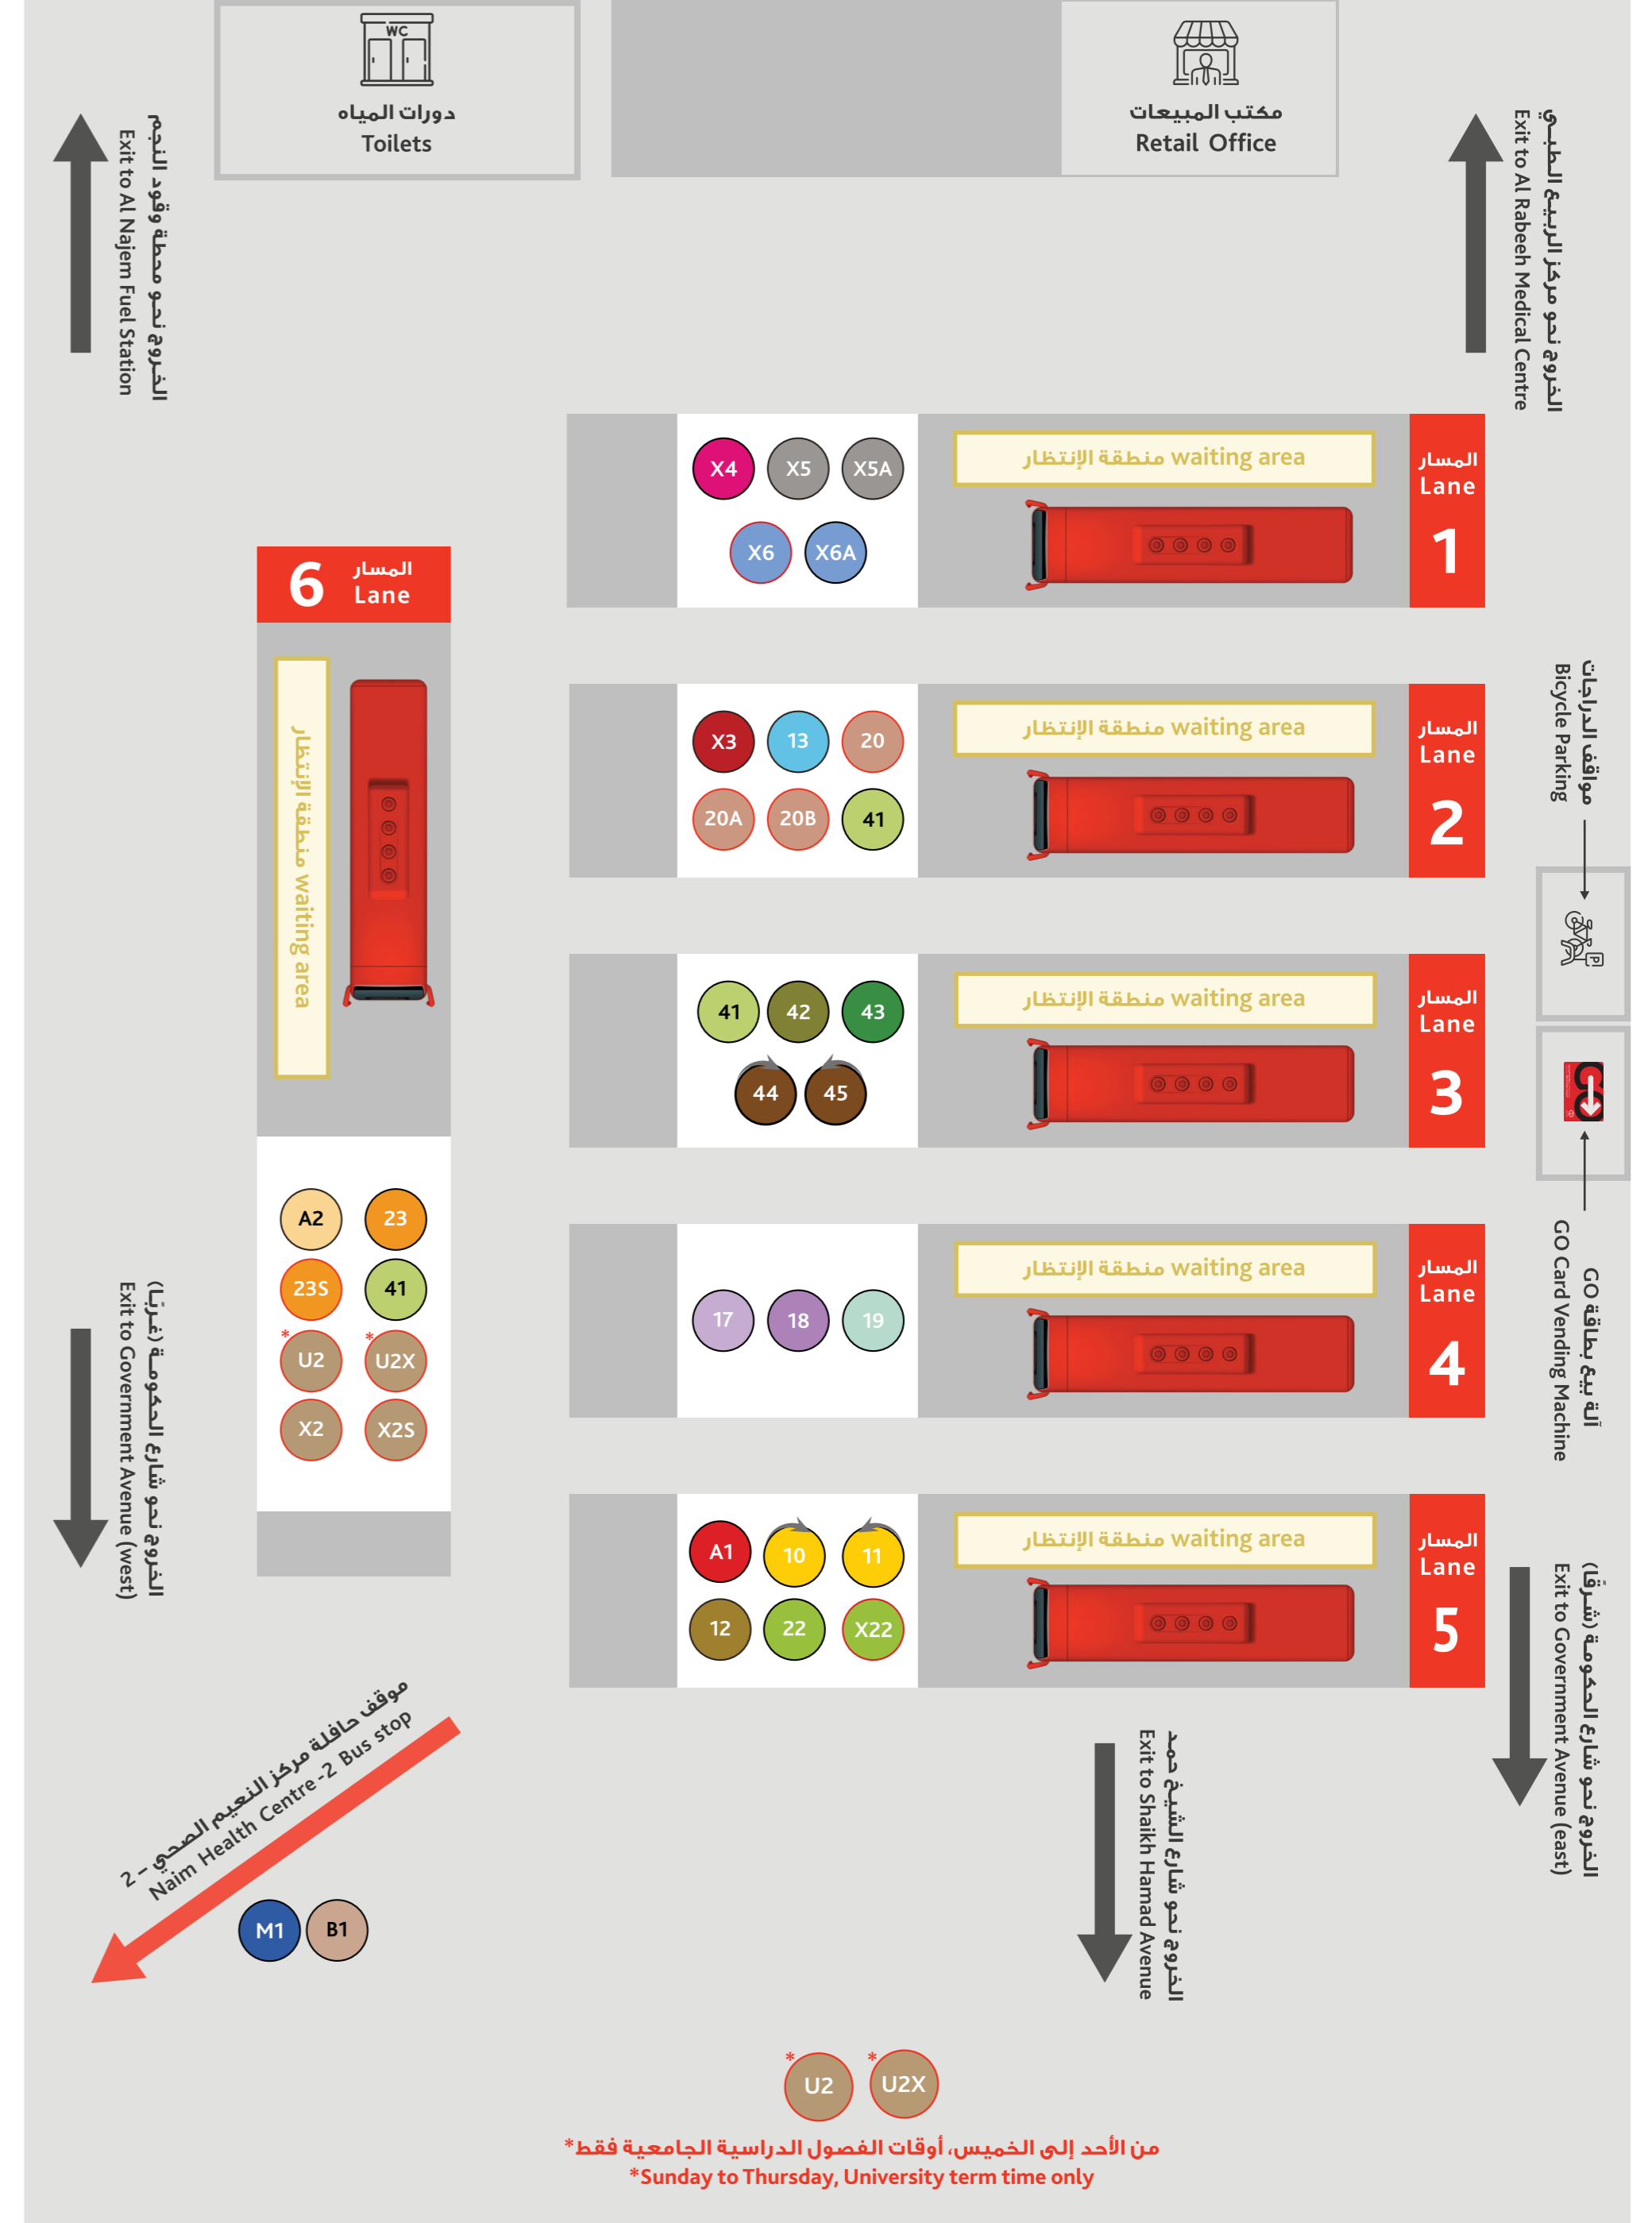 WC
دورات المياه
Toilets
مكتب المبيعات
Retail Office
الخروج نحو محطة وقود النجم
Exit to Al Najem Fuel Station
الخروج نحو مركز الربيع الطبي
Exit to Al Rabeeh Medical Centre
X4 X5 X5A
X6 X6A
منطقة الإنتظار waiting area
المسار
Lane
1
6
المسار
Lane
منطقة الإنتظار waiting area
A2 23
23S 41
* U2 * U2X
X2 X2S
X3 13 20
20A 20B 41
منطقة الإنتظار waiting area
المسار
Lane
2
مواقف الدراجات
Bicycle Parking
P
41 42 43
44 45
منطقة الإنتظار waiting area
المسار
Lane
3
GO
آلة بيع بطاقة GO
GO Card Vending Machine
17 18 19
منطقة الإنتظار waiting area
المسار
Lane
4
A1 10 11
12 22 X22
منطقة الإنتظار waiting area
المسار
Lane
5
الخروج نحو شارع الحكومة (غربًا)
Exit to Government Avenue (west)
الخروج نحو شارع الحكومة (شرقًا)
Exit to Government Avenue (east)
موقف حافلة مركز النعيم الصحي - 2
Naim Health Centre -2 Bus stop
M1 B1
الخروج نحو شارع الشيخ حمد
Exit to Shaikh Hamad Avenue
* U2 * U2X
من الأحد إلى الخميس، أوقات الفصول الدراسية الجامعية فقط*
*Sunday to Thursday, University term time only